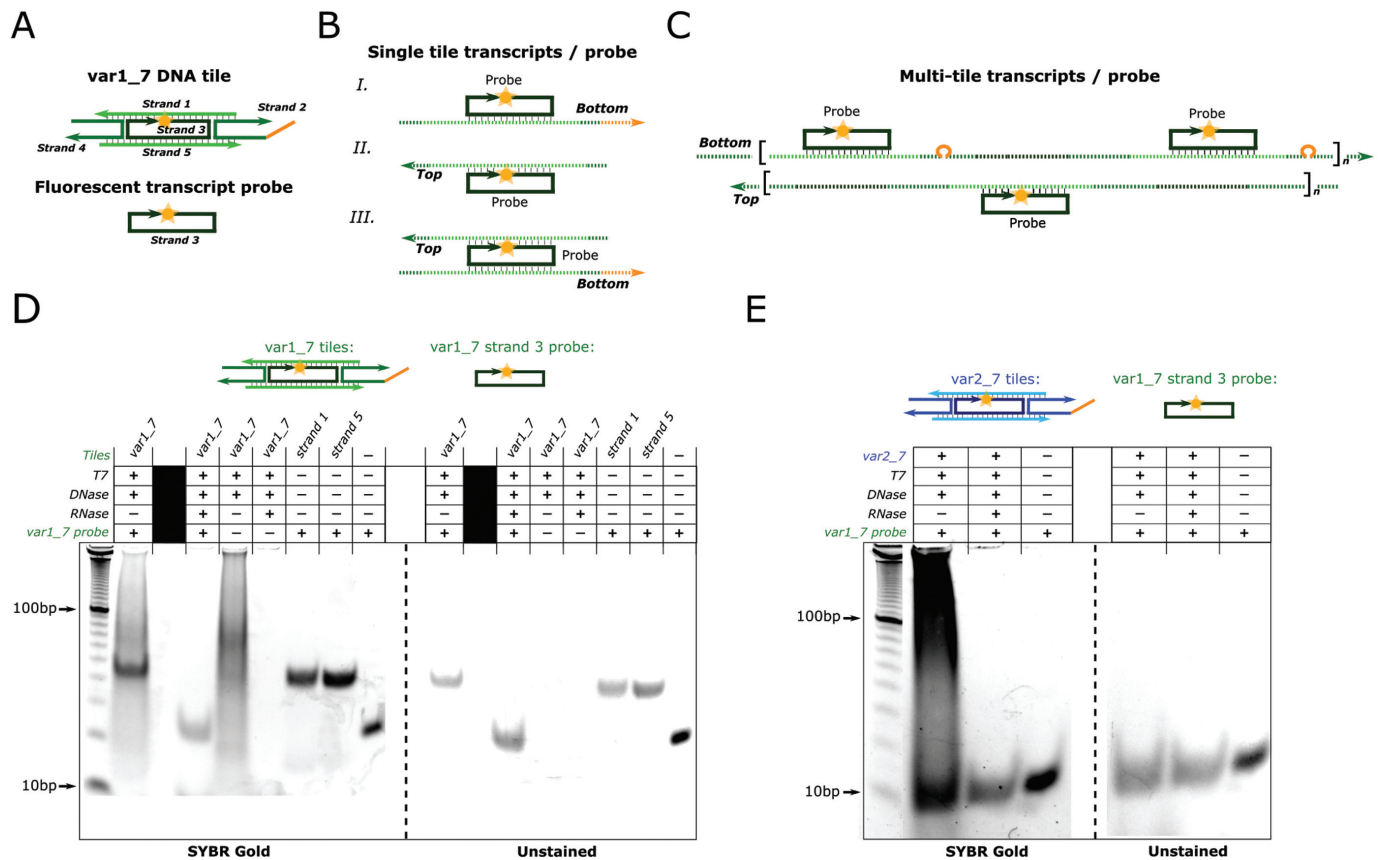 A
var1_7 DNA tile
Strand 1
Strand 2
Strand 3
Strand 4
Strand 5
Fluorescent transcript probe
Strand 3
B
Single tile transcripts / probe
I.
Probe
Bottom
II.
Top
Probe
III.
Top
Probe
Bottom
C
Multi-tile transcripts / probe
Probe
Probe
Bottom
n
Top
n
Probe
D
var1_7 tiles:
var1_7 strand 3 probe:
Tiles var1_7 var1_7 var1_7 var1_7 strand 1 strand 5 – var1_7 var1_7 var1_7 var1_7 strand 1 strand 5 –
T7 + + + + – – – + + + + – – –
DNase + + + – – – – + + + + – – –
RNase – + – + – – – – + – + – – –
var1_7 probe + + – – + + + + + – – + + +
100bp
10bp
SYBR Gold
Unstained
E
var2_7 tiles:
var1_7 strand 3 probe:
var2_7 + + – + + –
T7 + + – + + –
DNase + + – + + –
RNase – + – – + –
var1_7 probe + + + + + +
100bp
10bp
SYBR Gold
Unstained